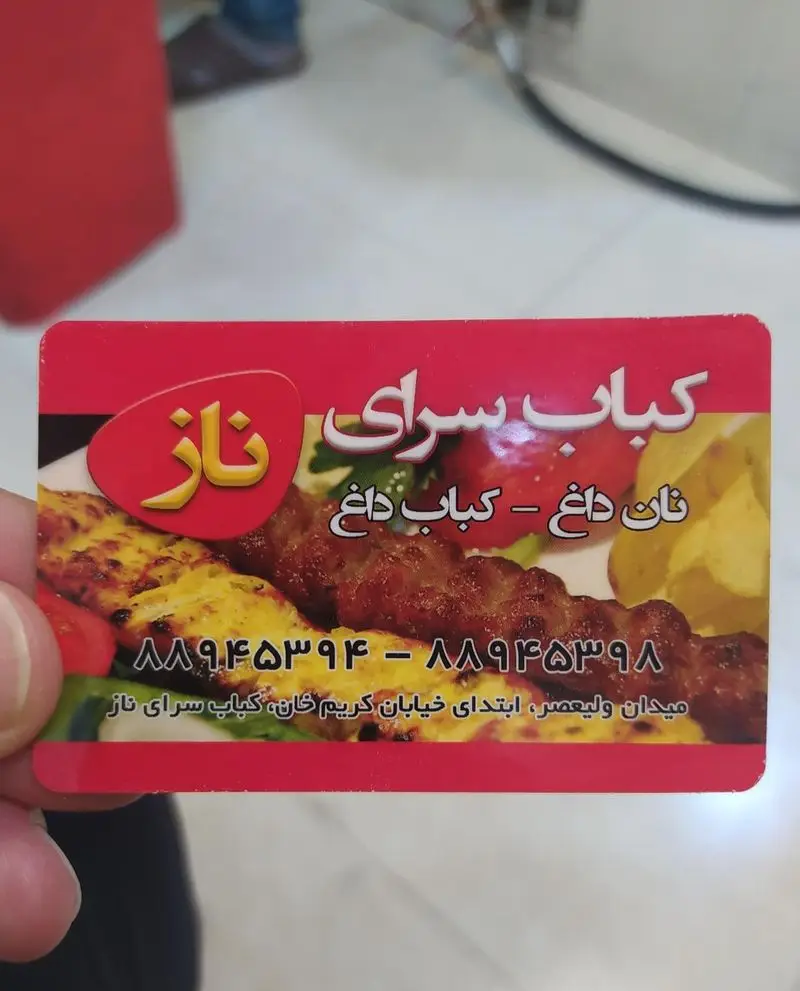 کباب سرای
ناز
نان داغ - کباب داغ
۸۸۹۴۵۳۹۴ - ۸۸۹۴۵۳۹۸
میدان ولیعصر، ابتدای خیابان کریم خان، کباب سرای ناز